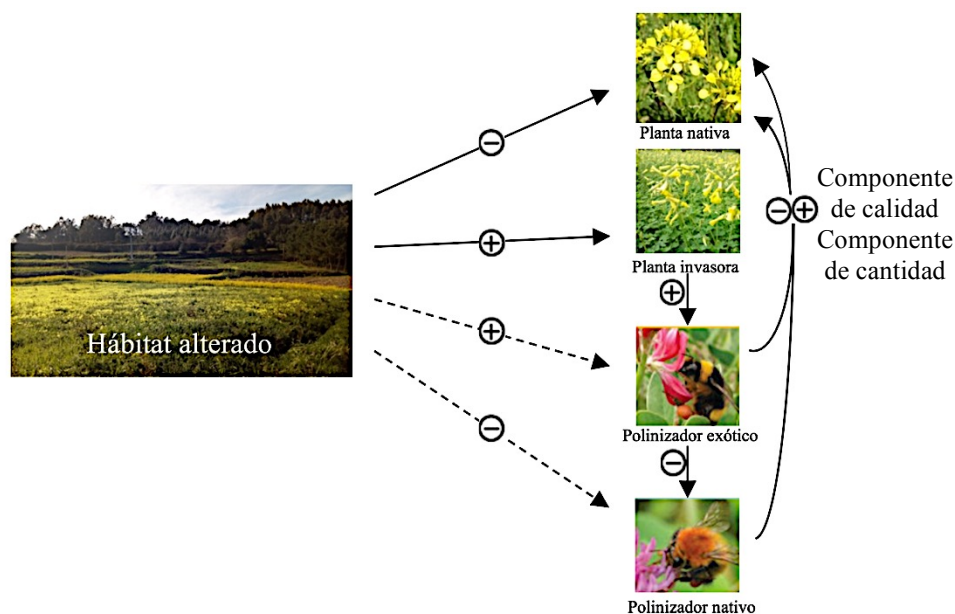 Planta nativa
Componente
de calidad
Componente
de cantidad
Planta invasora
Hábitat alterado
Polinizador exótico
Polinizador nativo